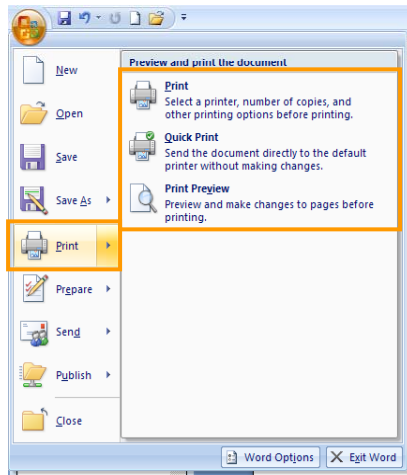 New
Open
Save
Save As
Print
Prepare
Send
Publish
Close
Preview and print the document
Print
Select a printer, number of copies, and
other printing options before printing.
Quick Print
Send the document directly to the default
printer without making changes.
Print Preview
Preview and make changes to pages before
printing.
Word Options
Exit Word